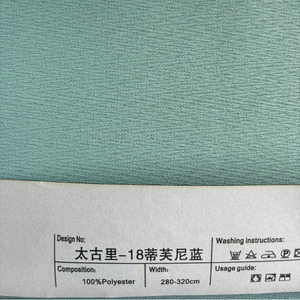 Design No:
太古里-18蒂芙尼蓝
Washing instructions:
Composition:
Width:
Usage guide:
100%Polyester
280-320cm